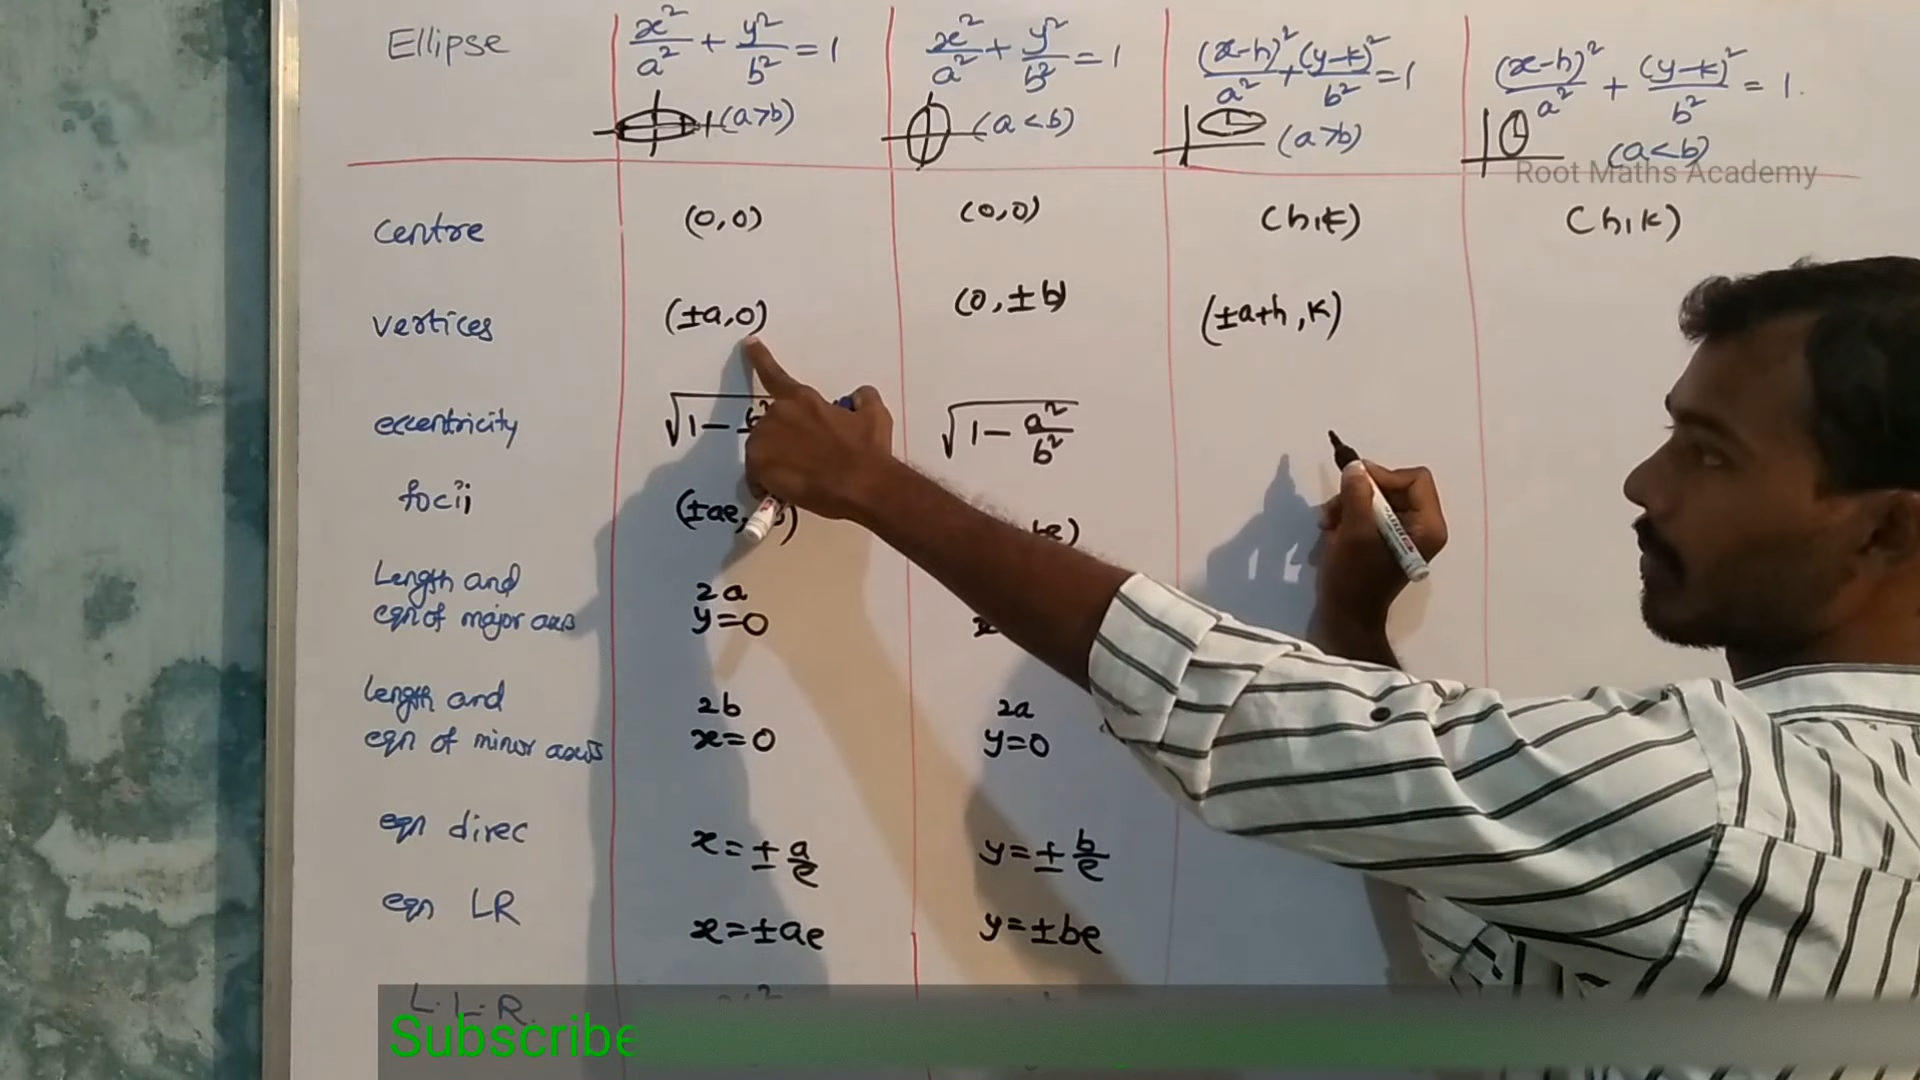 Ellipse x²/a² + y²/b² = 1 x²/a² + y²/b² = 1 (x-h)²/a² + (y-k)²/b² = 1 (x-h)²/a² + (y-k)²/b² = 1.
(a>b) (a<b) (a>b) (a<b)
Root Maths Academy
centre (0,0) (0,0) (h,k) (h,k)
vertices (±a,0) (0,±b) (±a+h,k)
eccentricity √1- √1-a²/b²
focii (±ae,
Length and 2a
eqn of major axis y=0
length and 2b 2a
eqn of minor axis x=0 y=0
eqn direc x=±a/e y=±b/e
eqn LR x=±ae y=±be
L.L.R.
Subscribe